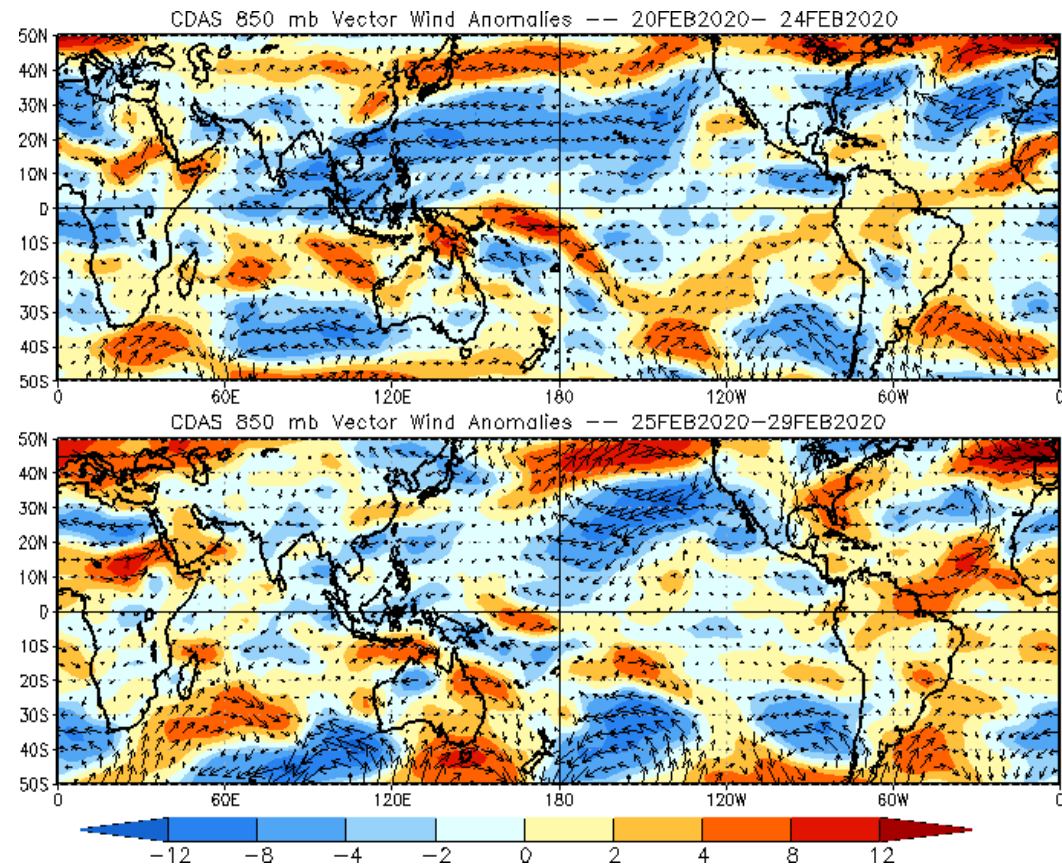 CDAS 850 mb Vector Wind Anomalies –– 20FEB2020– 24FEB2020
50N
40N
30N
20N
10N
0
10S
20S
30S
40S
50S
0 60E 120E 180 120W 60W 0
CDAS 850 mb Vector Wind Anomalies –– 25FEB2020–29FEB2020
50N
40N
30N
20N
10N
0
10S
20S
30S
40S
50S
0 60E 120E 180 120W 60W 0
−12 −8 −4 −2 0 2 4 8 12